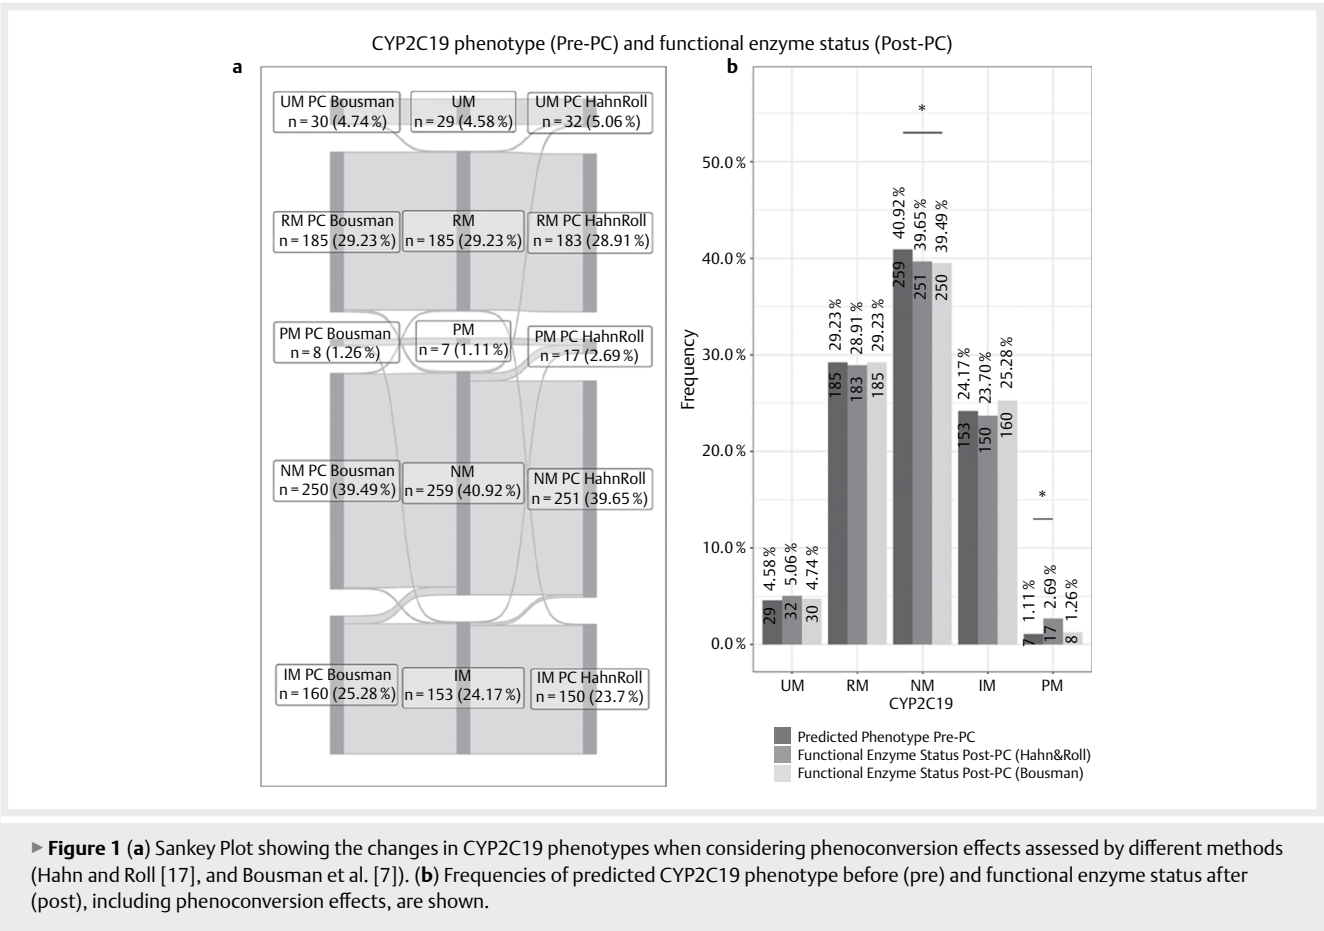 CYP2C19 phenotype (Pre-PC) and functional enzyme status (Post-PC)
a
UM PC Bousman
n = 30 (4.74 %)
UM
n = 29 (4.58 %)
UM PC HahnRoll
n = 32 (5.06 %)
RM PC Bousman
n = 185 (29.23 %)
RM
n = 185 (29.23 %)
RM PC HahnRoll
n = 183 (28.91 %)
PM PC Bousman
n = 8 (1.26 %)
PM
n = 7 (1.11 %)
PM PC HahnRoll
n = 17 (2.69 %)
NM PC Bousman
n = 250 (39.49 %)
NM
n = 259 (40.92 %)
NM PC HahnRoll
n = 251 (39.65 %)
IM PC Bousman
n = 160 (25.28 %)
IM
n = 153 (24.17 %)
IM PC HahnRoll
n = 150 (23.7 %)
b
Frequency
50.0 %
40.0 %
30.0 %
20.0 %
10.0 %
0.0 %
4.58 %
5.06 %
4.74 %
29
32
30
29.23 %
28.91 %
29.23 %
185
183
185
*
40.92 %
39.65 %
39.49 %
259
251
250
24.17 %
23.70 %
25.28 %
153
150
160
*
1.11 %
2.69 %
1.26 %
7
17
8
UM
RM
NM
IM
PM
CYP2C19
Predicted Phenotype Pre-PC
Functional Enzyme Status Post-PC (Hahn&Roll)
Functional Enzyme Status Post-PC (Bousman)
▶ Figure 1 (a) Sankey Plot showing the changes in CYP2C19 phenotypes when considering phenoconversion effects assessed by different methods
(Hahn and Roll [17], and Bousman et al. [7]). (b) Frequencies of predicted CYP2C19 phenotype before (pre) and functional enzyme status after
(post), including phenoconversion effects, are shown.